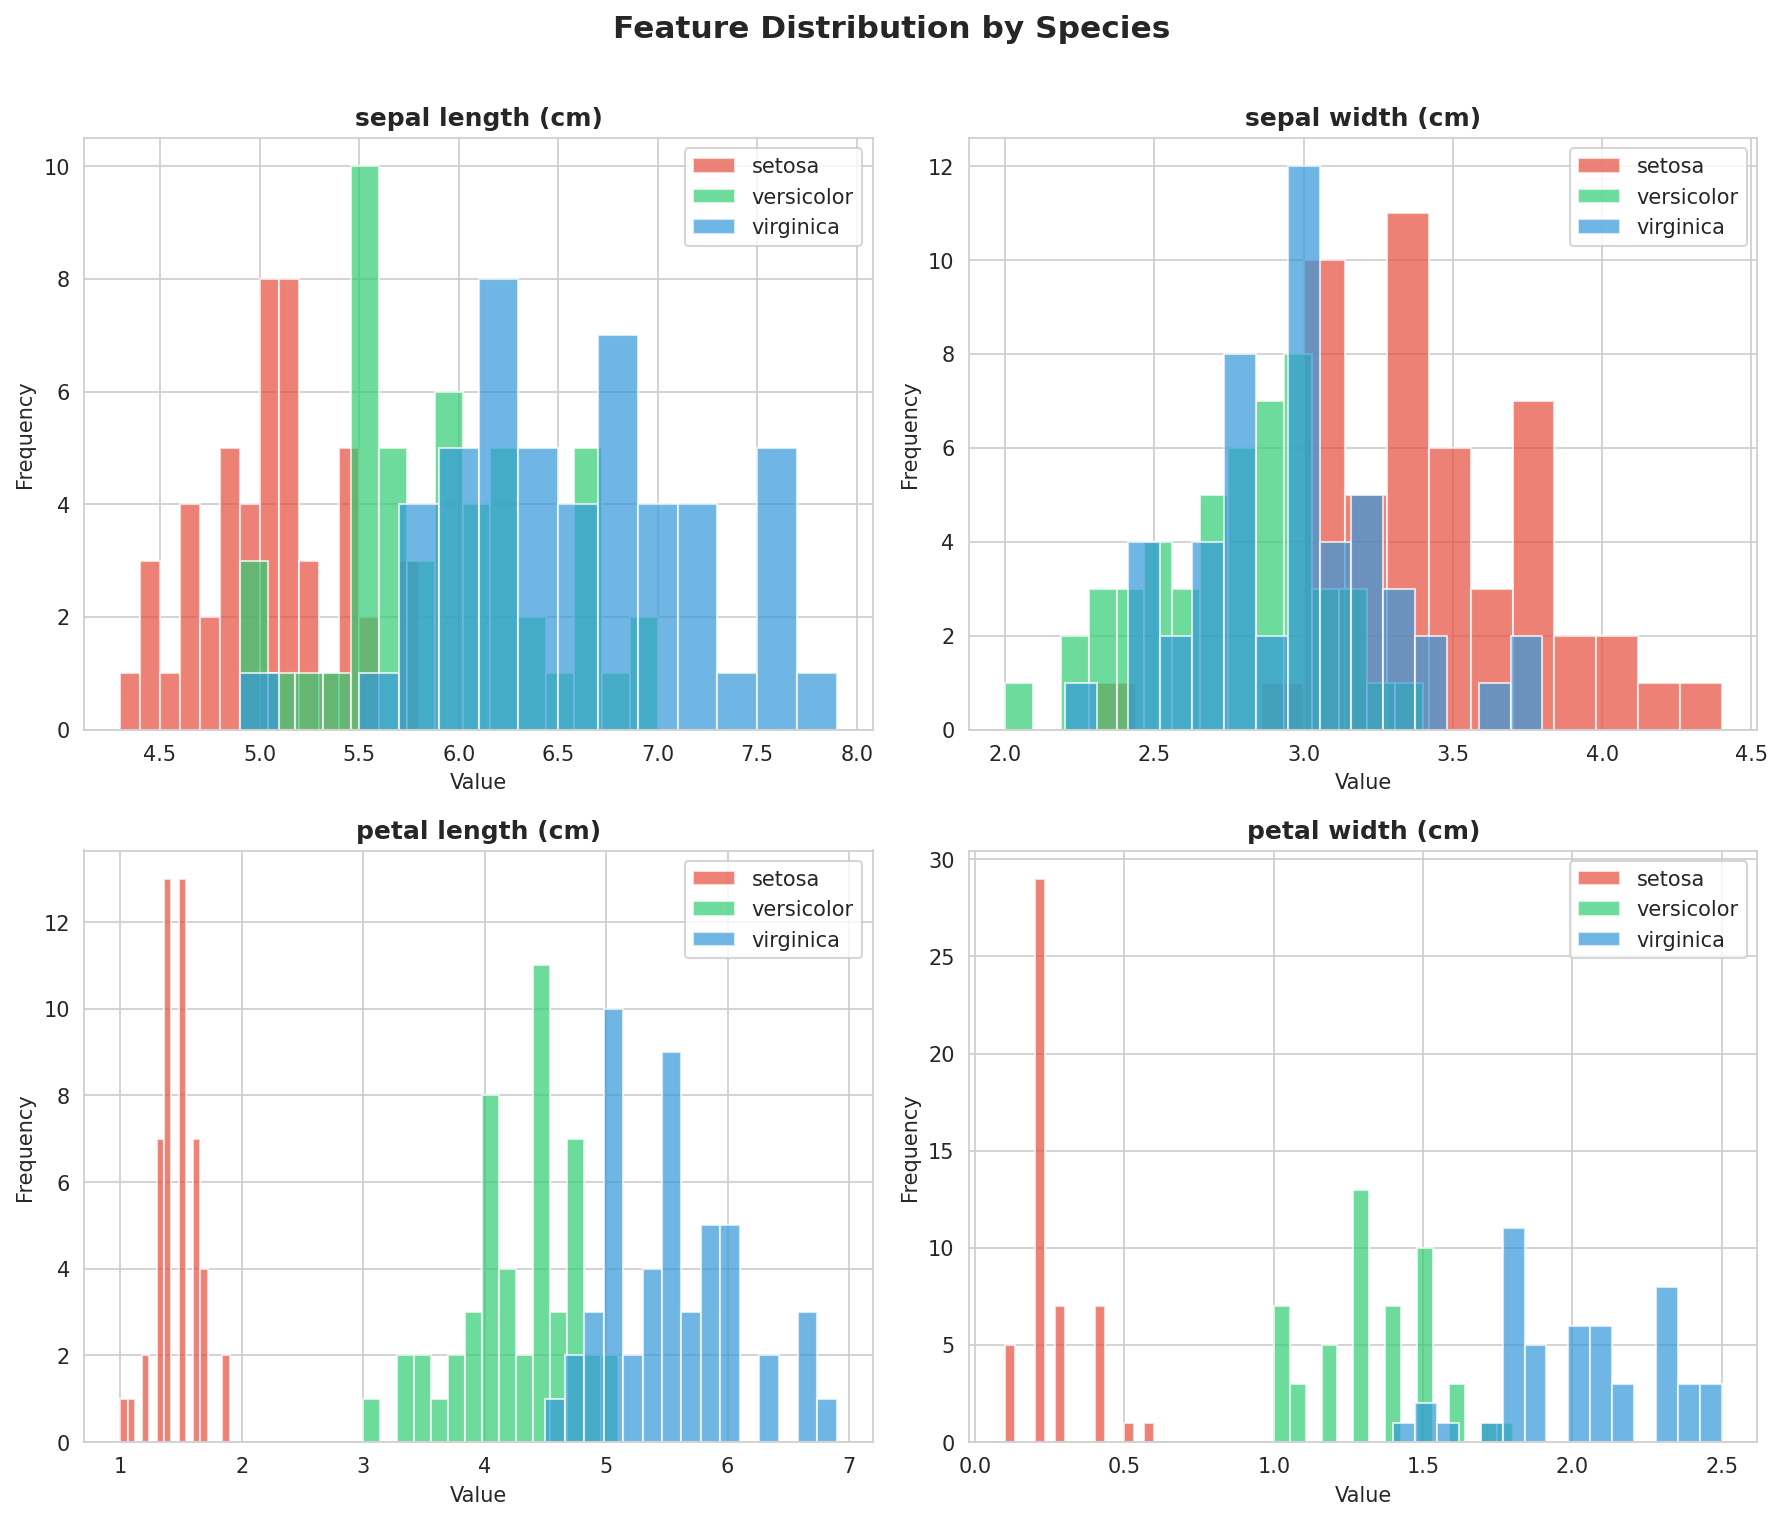 Feature Distribution by Species
sepal length (cm)
10
8
6
4
2
0
Frequency
setosa
versicolor
virginica
4.5 5.0 5.5 6.0 6.5 7.0 7.5 8.0
Value
sepal width (cm)
12
10
8
6
4
2
0
Frequency
setosa
versicolor
virginica
2.0 2.5 3.0 3.5 4.0 4.5
Value
petal length (cm)
12
10
8
6
4
2
0
Frequency
setosa
versicolor
virginica
1 2 3 4 5 6 7
Value
petal width (cm)
30
25
20
15
10
5
0
Frequency
setosa
versicolor
virginica
0.0 0.5 1.0 1.5 2.0 2.5
Value